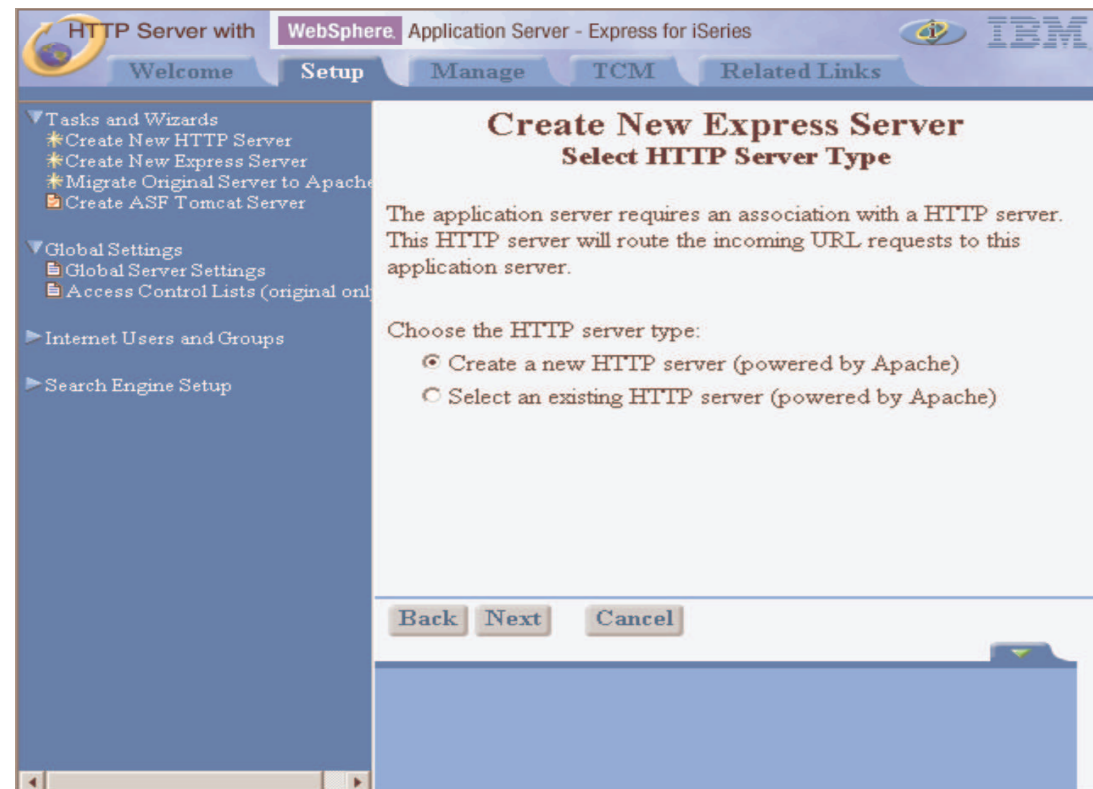 HTTP Server with WebSphere. Application Server - Express for iSeries
i IBM
Welcome Setup Manage TCM Related Links
Tasks and Wizards
Create New HTTP Server
Create New Express Server
Migrate Original Server to Apache
Create ASF Tomcat Server
Global Settings
Global Server Settings
Access Control Lists (original only
Internet Users and Groups
Search Engine Setup
Create New Express Server
Select HTTP Server Type
The application server requires an association with a HTTP server.
This HTTP server will route the incoming URL requests to this
application server.
Choose the HTTP server type:
Create a new HTTP server (powered by Apache)
Select an existing HTTP server (powered by Apache)
Back Next Cancel